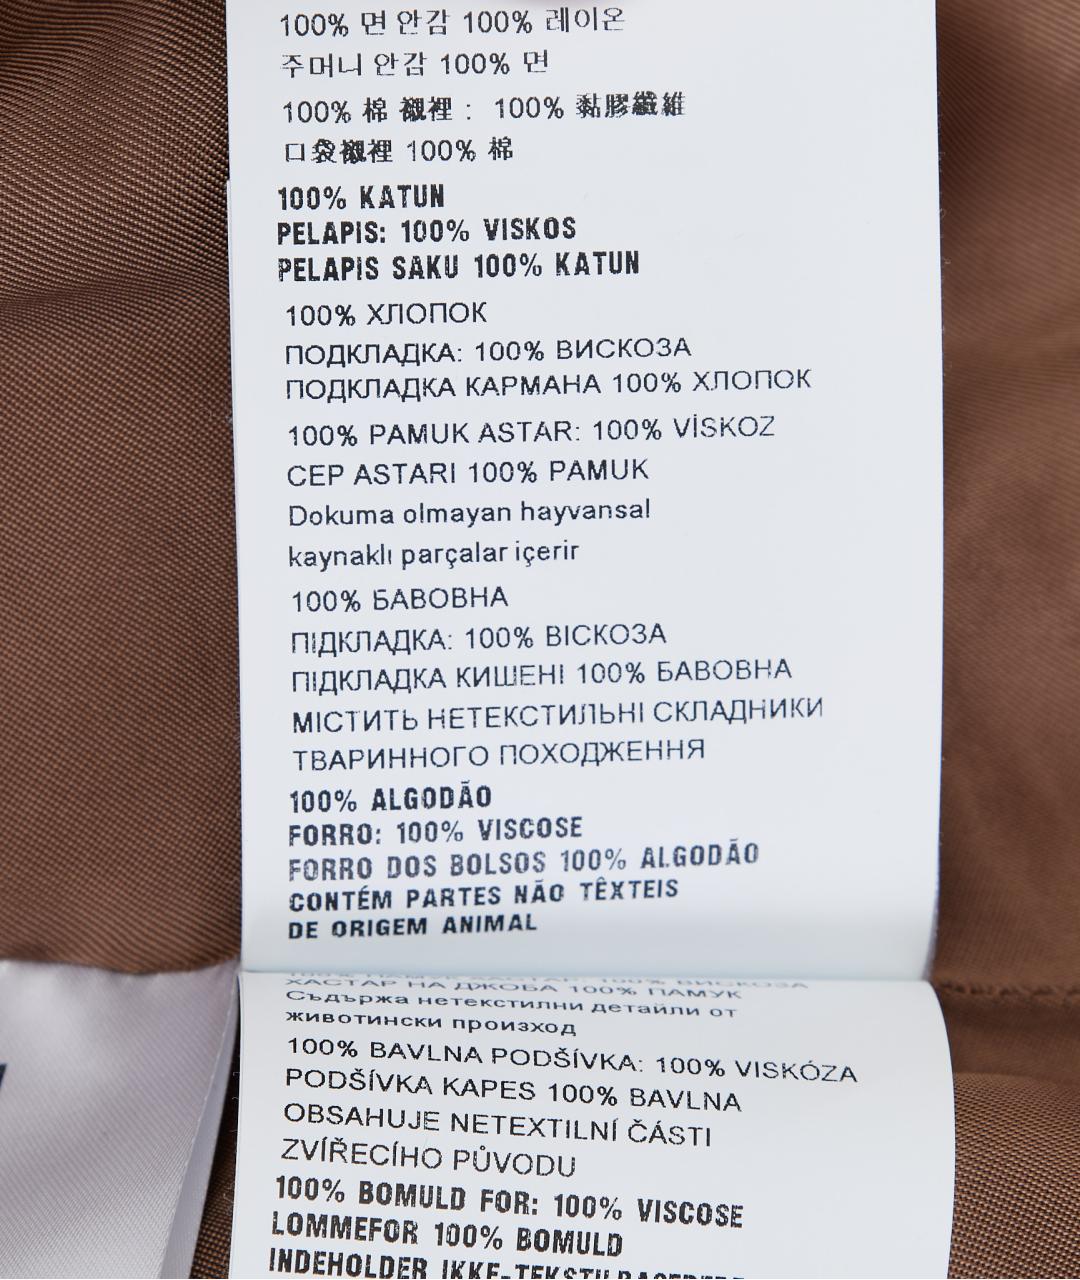 100% 면 안감 100% 레이온
주머니 안감 100% 면
100% 棉 襯裡： 100% 黏膠纖維
口袋襯裡 100% 棉
100% KATUN
PELAPIS: 100% VISKOS
PELAPIS SAKU 100% KATUN
100% ХЛОПОК
ПОДКЛАДКА: 100% ВИСКОЗА
ПОДКЛАДКА КАРМАНА 100% ХЛОПОК
100% PAMUK ASTAR: 100% VİSKOZ
CEP ASTARI 100% PAMUK
Dokuma olmayan hayvansal
kaynaklı parçalar içerir
100% БАВОВНА
ПІДКЛАДКА: 100% ВІСКОЗА
ПІДКЛАДКА КИШЕНІ 100% БАВОВНА
МІСТИТЬ НЕТЕКСТИЛЬНІ СКЛАДНИКИ
ТВАРИННОГО ПОХОДЖЕННЯ
100% ALGODÃO
FORRO: 100% VISCOSE
FORRO DOS BOLSOS 100% ALGODÃO
CONTÉM PARTES NÃO TÊXTEIS
DE ORIGEM ANIMAL
ХАСТАР НА ДЖОБА 100% ПАМУК
Съдържа нетекстилни детайли от
животински произход
100% BAVLNA PODŠÍVKA: 100% VISKÓZA
PODŠÍVKA KAPES 100% BAVLNA
OBSAHUJE NETEXTILNÍ ČÁSTI
ZVÍŘECÍHO PŮVODU
100% BOMULD FOR: 100% VISCOSE
LOMMEFOR 100% BOMULD
INDEHOLDER